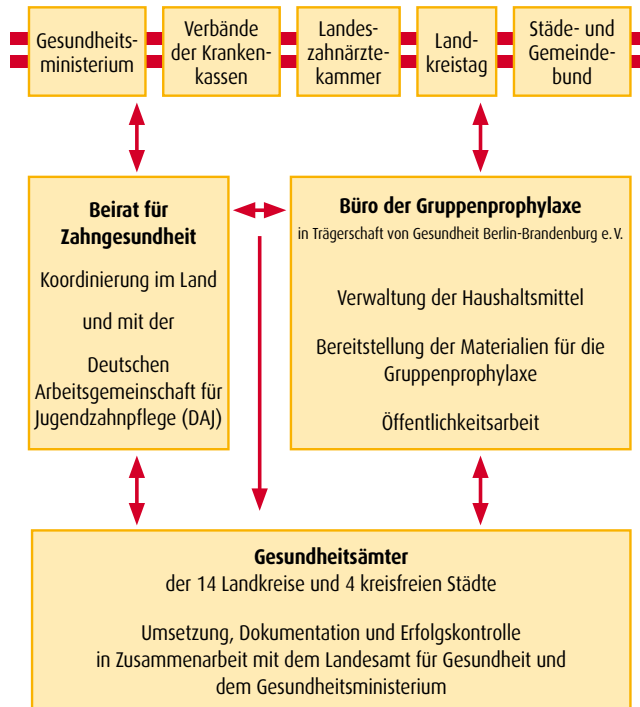 Gesundheits-
ministerium
Verbände
der Kranken-
kassen
Landes-
zahnärzte-
kammer
Land-
kreistag
Städe- und
Gemeinde-
bund
Beirat für
Zahngesundheit
Koordinierung im Land
und mit der
Deutschen
Arbeitsgemeinschaft für
Jugendzahnpflege (DAJ)
Büro der Gruppenprophylaxe
in Trägerschaft von Gesundheit Berlin-Brandenburg e. V.
Verwaltung der Haushaltsmittel
Bereitstellung der Materialien für die
Gruppenprophylaxe
Öffentlichkeitsarbeit
Gesundheitsämter
der 14 Landkreise und 4 kreisfreien Städte
Umsetzung, Dokumentation und Erfolgskontrolle
in Zusammenarbeit mit dem Landesamt für Gesundheit und
dem Gesundheitsministerium